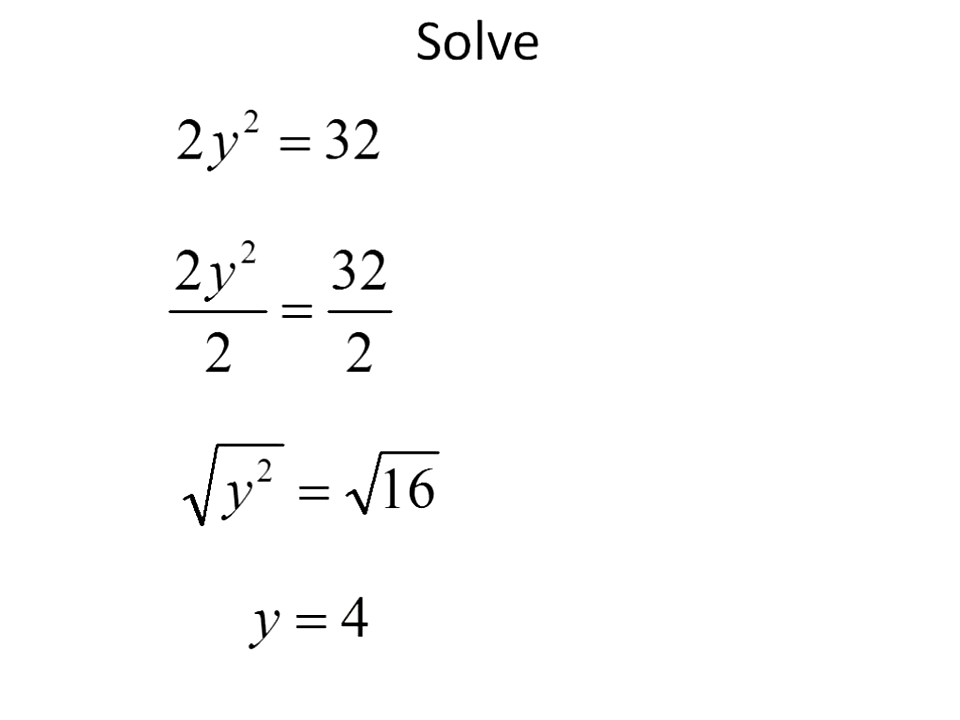 Solve
2y² = 32
2y²/2 = 32/2
√y² = √16
y = 4